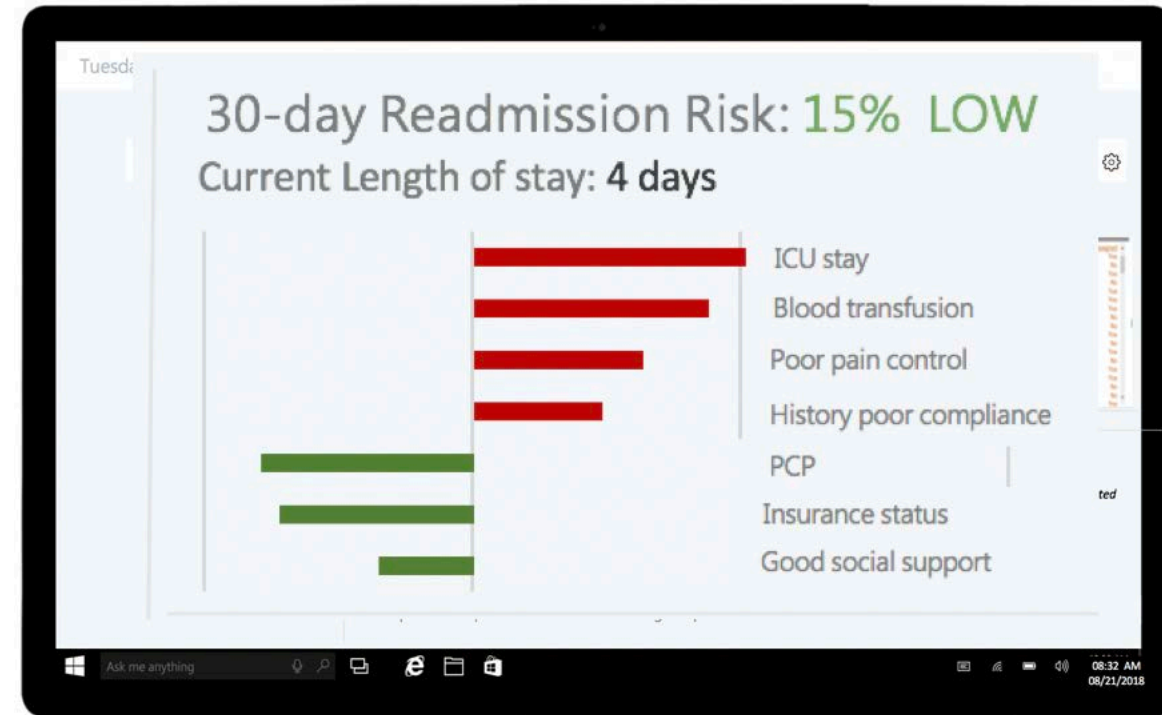 Tuesda
30-day Readmission Risk: 15% LOW
Current Length of stay: 4 days
ICU stay
Blood transfusion
Poor pain control
History poor compliance
PCP
Insurance status
Good social support
ted
Ask me anything
08:32 AM
08/21/2018